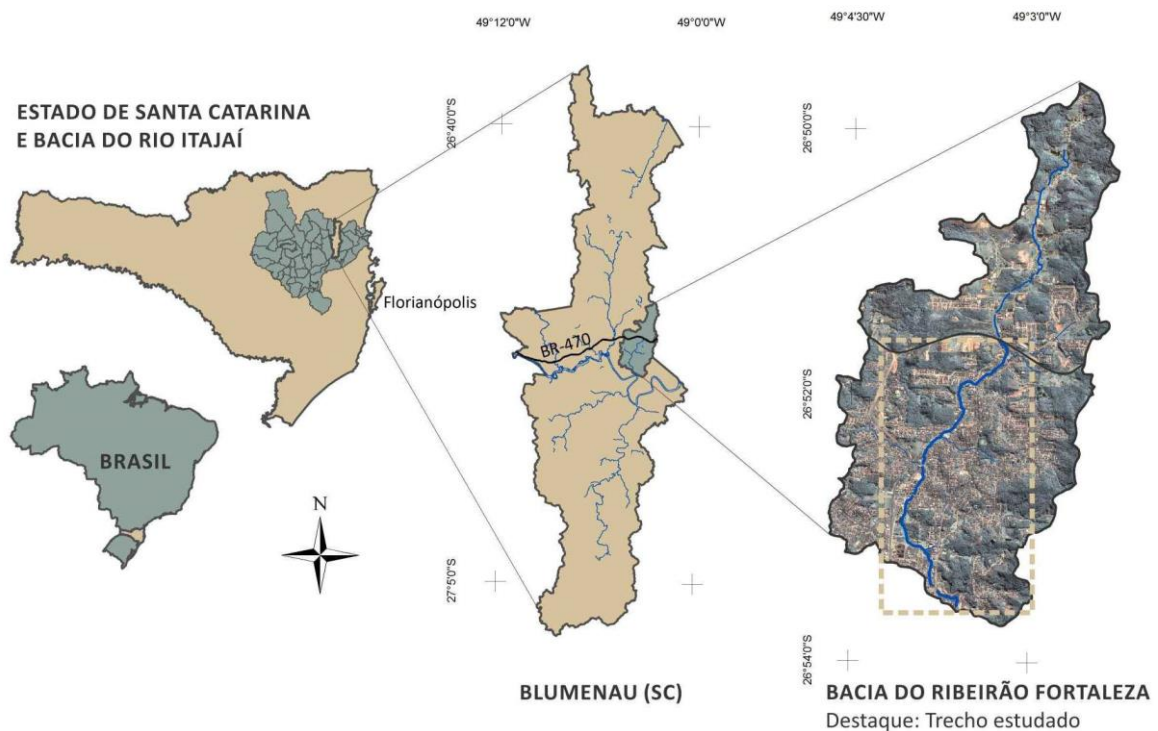 49°12'0"W
49°0'0"W
49°4'30"W
49°3'0"W
ESTADO DE SANTA CATARINA
E BACIA DO RIO ITAJAÍ
26°40'0"S
26°50'0"S
Florianópolis
BR-470
26°52'0"S
BRASIL
N
27°5'0"S
26°54'0"S
BLUMENAU (SC)
BACIA DO RIBEIRÃO FORTALEZA
Destaque: Trecho estudado